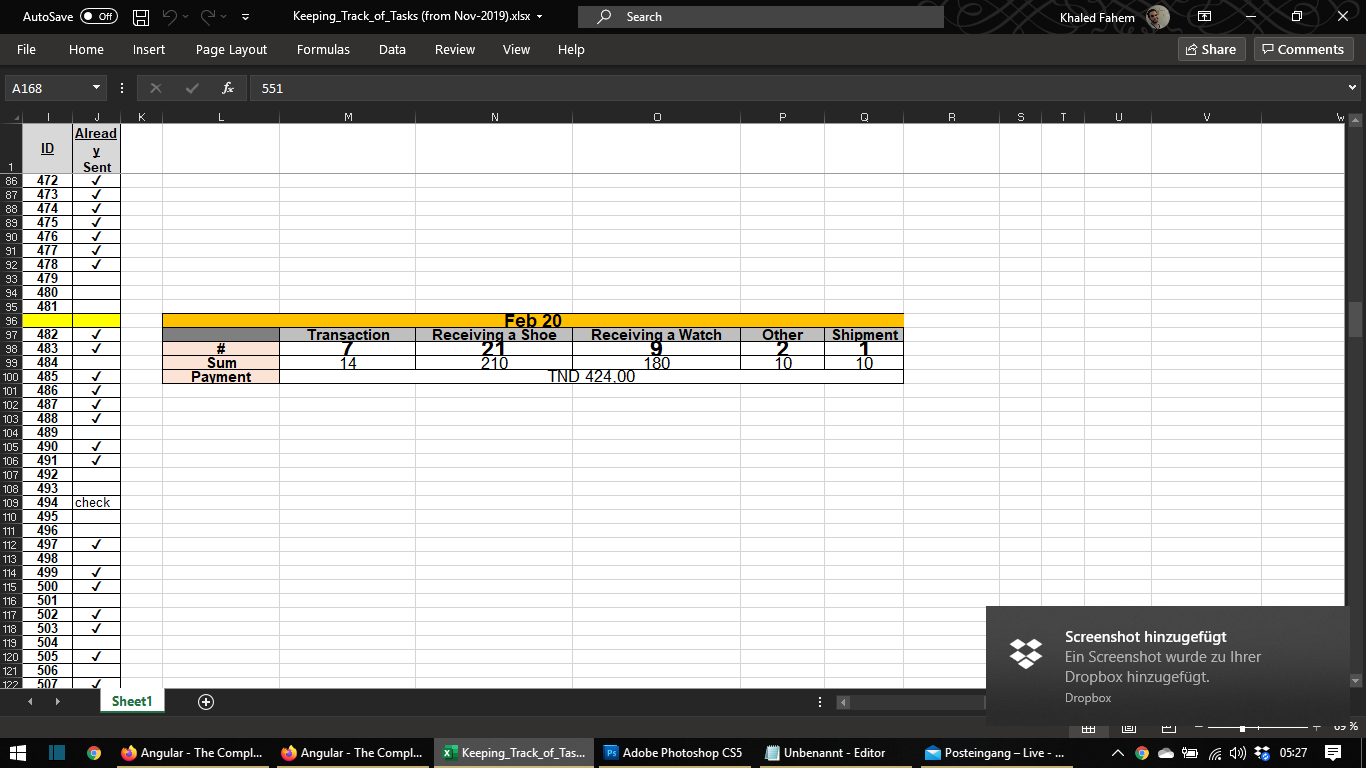 AutoSave Off Keeping_Track_of_Tasks (from Nov-2019).xlsx Search Khaled Fahem
File Home Insert Page Layout Formulas Data Review View Help Share Comments
A168 fx 551
I J K L M N O P Q R S T U V W
1 ID Alread
y
Sent
86 472 ✓
87 473 ✓
88 474 ✓
89 475 ✓
90 476 ✓
91 477 ✓
92 478 ✓
93 479
94 480
95 481
96 Feb 20
97 482 ✓ Transaction Receiving a Shoe Receiving a Watch Other Shipment
98 483 ✓ # 7 21 9 2 1
99 484 Sum 14 210 180 10 10
100 485 ✓ Payment TND 424,00
101 486 ✓
102 487 ✓
103 488 ✓
104 489
105 490 ✓
106 491 ✓
107 492
108 493
109 494 check
110 495
111 496
112 497 ✓
113 498
114 499 ✓
115 500 ✓
116 501
117 502 ✓
118 503 ✓
119 504
120 505 ✓
121 506
122 507 ✓
Screenshot hinzugefügt
Ein Screenshot wurde zu Ihrer
Dropbox hinzugefügt.
Dropbox
Sheet1
69 %
Angular - The Compl... Angular - The Compl... Keeping_Track_of_Tas... Adobe Photoshop CS5 Unbenannt - Editor Posteingang – Live - ... 05:27